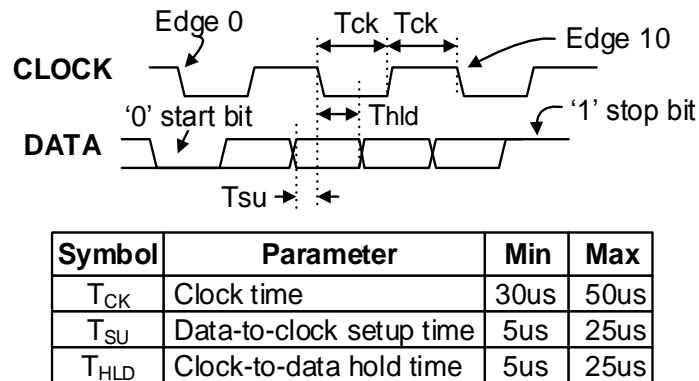 Edge 0
Tck Tck
Edge 10
CLOCK
'0' start bit
Thld
'1' stop bit
DATA
Tsu
Symbol Parameter Min Max
TCK Clock time 30us 50us
TSU Data-to-clock setup time 5us 25us
THLD Clock-to-data hold time 5us 25us